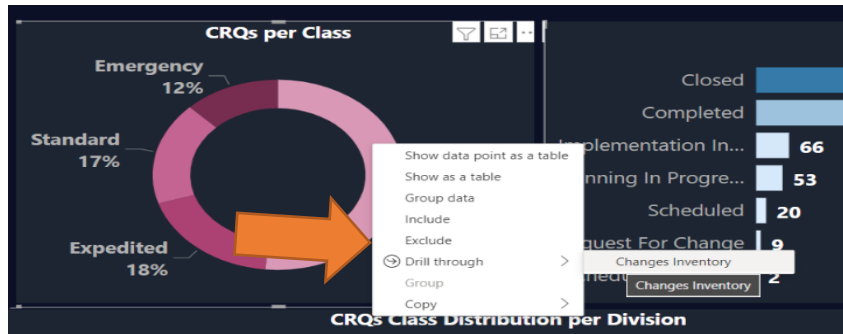 CRQs per Class
Emergency
12%
Standard
17%
Expedited
18%
Show data point as a table
Show as a table
Group data
Include
Exclude
Drill through
Group
Copy
Changes Inventory
Changes Inventory
Closed
Completed
plementation In...
66
nning In Progre...
53
Scheduled
20
quest For Change
9
2
CRQs Class Distribution per Division